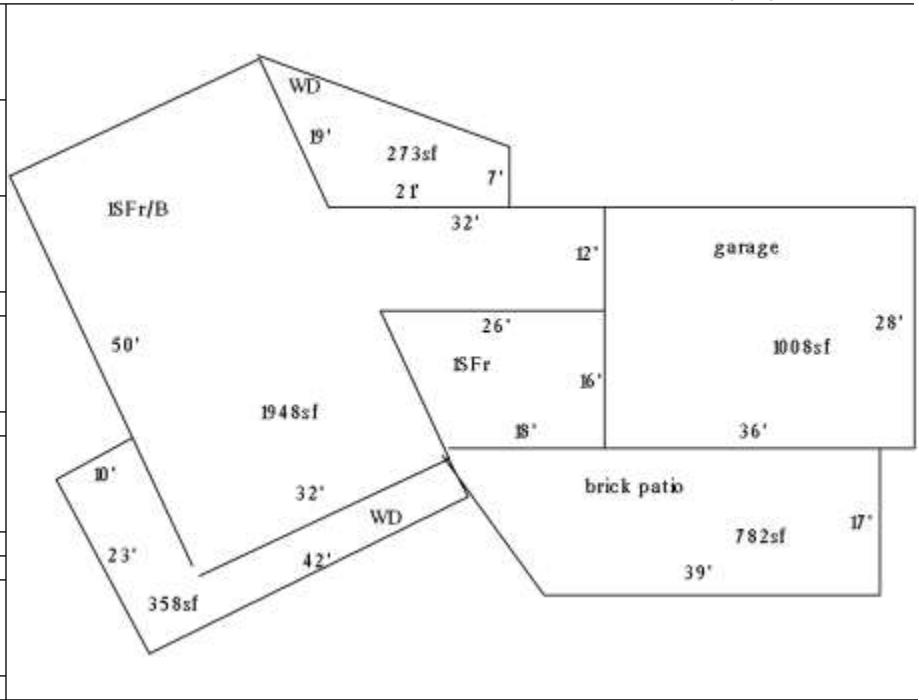 WD
19'
273sf
7'
21'
1SFr/B
32'
garage
12'
28'
26'
50'
1008sf
1SFr
16'
1948sf
18'
36'
10'
brick patio
32'
WD
17'
782sf
23'
42'
39'
358sf